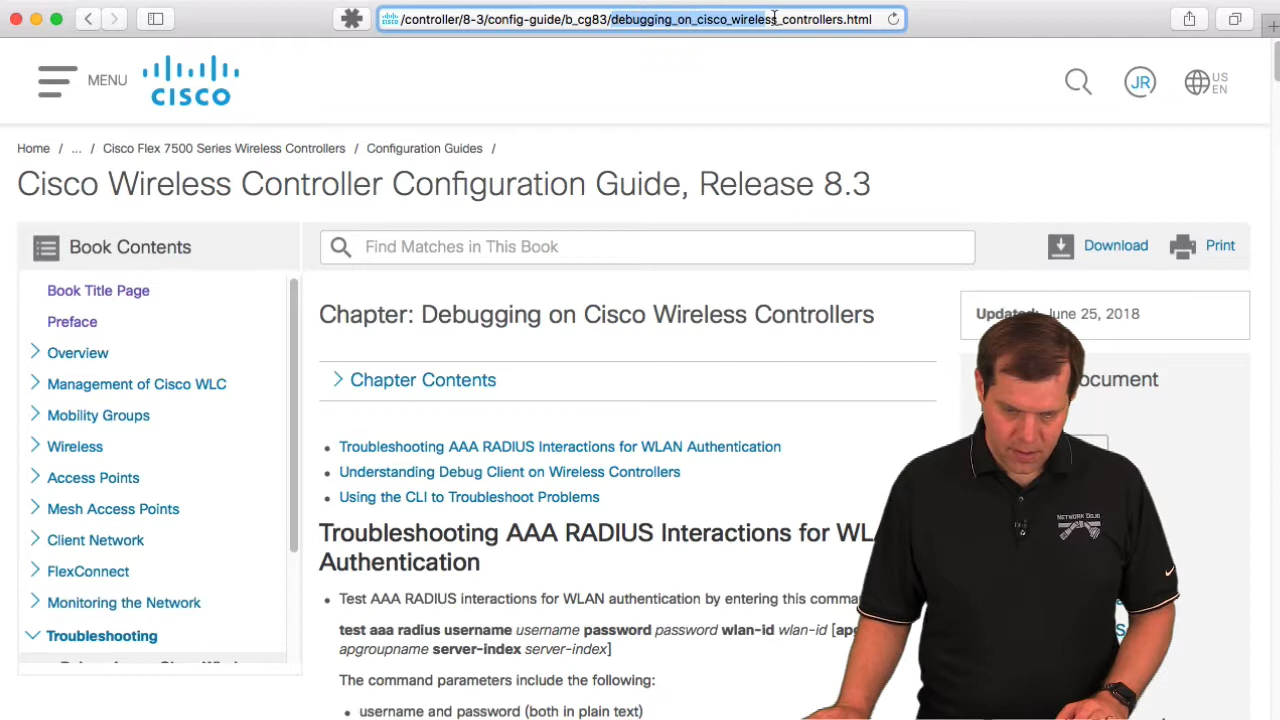 /controller/8-3/config-guide/b_cg83/debugging_on_cisco_wireless_controllers.html
MENU
CISCO
JR
US
EN
Home / ... / Cisco Flex 7500 Series Wireless Controllers / Configuration Guides /
Cisco Wireless Controller Configuration Guide, Release 8.3
Book Contents
Find Matches in This Book
Download
Print
Book Title Page
Preface
Overview
Management of Cisco WLC
Mobility Groups
Wireless
Access Points
Mesh Access Points
Client Network
FlexConnect
Monitoring the Network
Troubleshooting
Chapter: Debugging on Cisco Wireless Controllers
Chapter Contents
Troubleshooting AAA RADIUS Interactions for WLAN Authentication
Understanding Debug Client on Wireless Controllers
Using the CLI to Troubleshoot Problems
Troubleshooting AAA RADIUS Interactions for
Authentication
Test AAA RADIUS interactions for WLAN authentication by entering this
test aaa radius username username password password wlan-id wlan-id
apgroupname server-index server-index]
The command parameters include the following:
username and password (both in plain text)
Updated: June 25, 2018
NETWORK DOJO